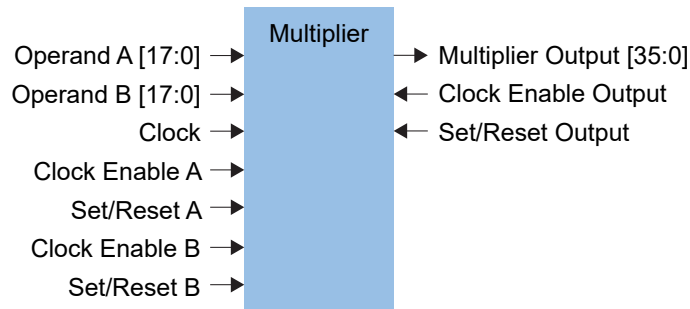 Multiplier
Operand A [17:0]
Operand B [17:0]
Clock
Clock Enable A
Set/Reset A
Clock Enable B
Set/Reset B
Multiplier Output [35:0]
Clock Enable Output
Set/Reset Output